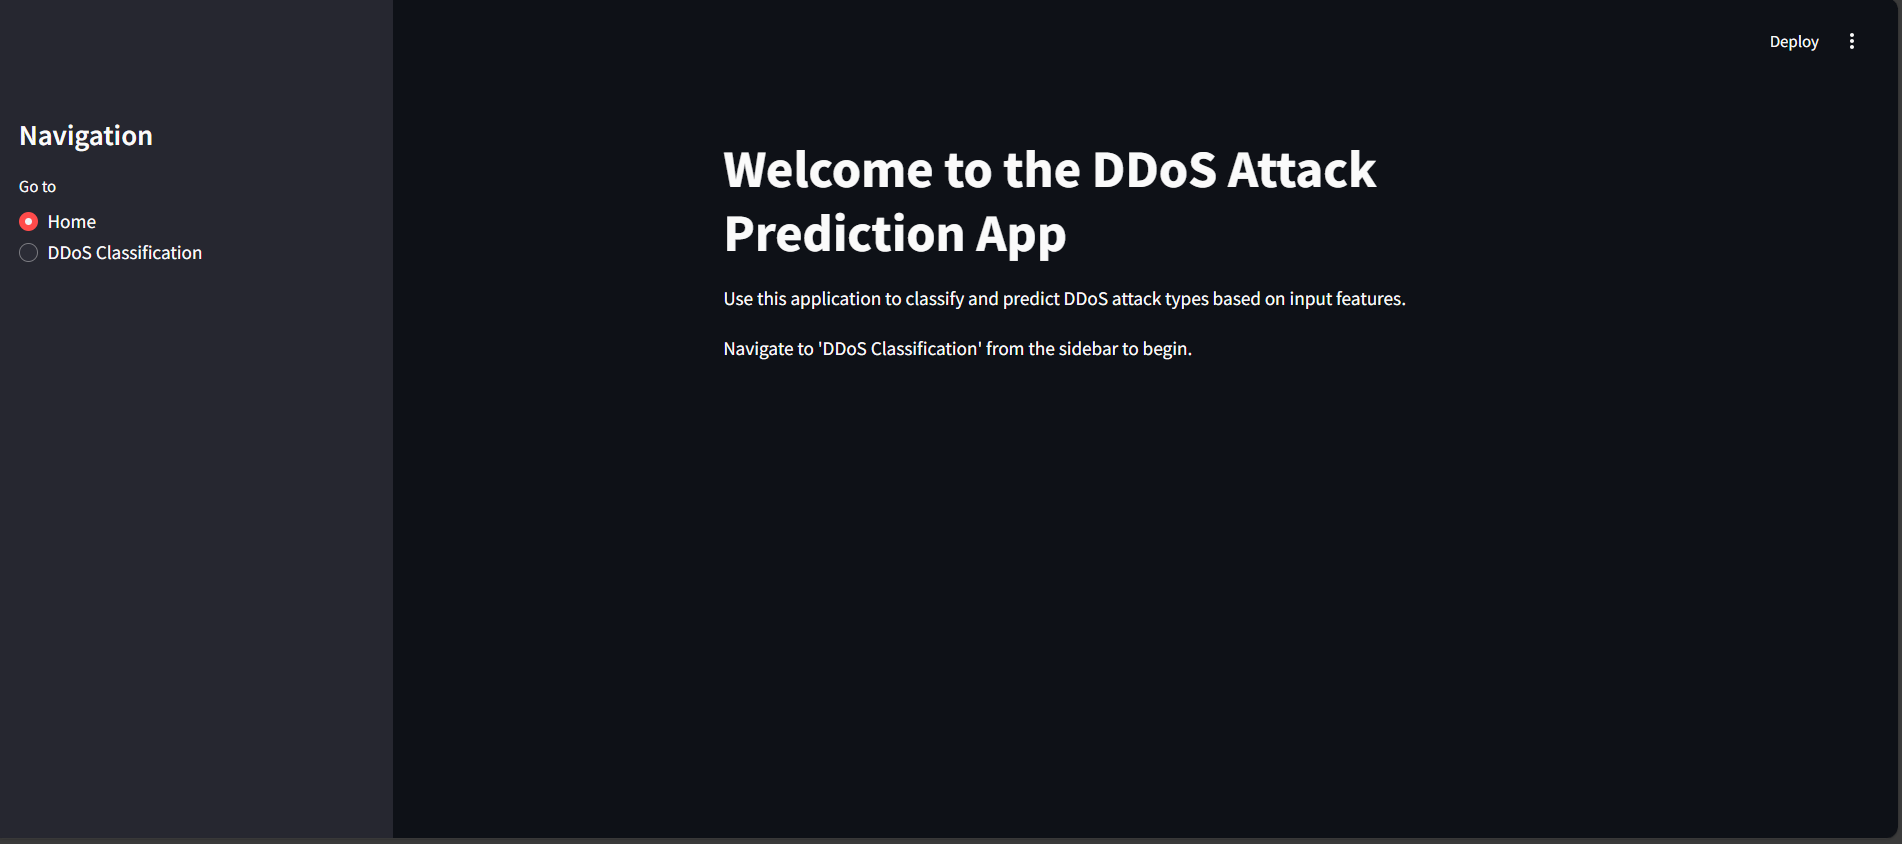 Deploy
Navigation
Go to
Home
DDoS Classification
Welcome to the DDoS Attack
Prediction App
Use this application to classify and predict DDoS attack types based on input features.
Navigate to 'DDoS Classification' from the sidebar to begin.